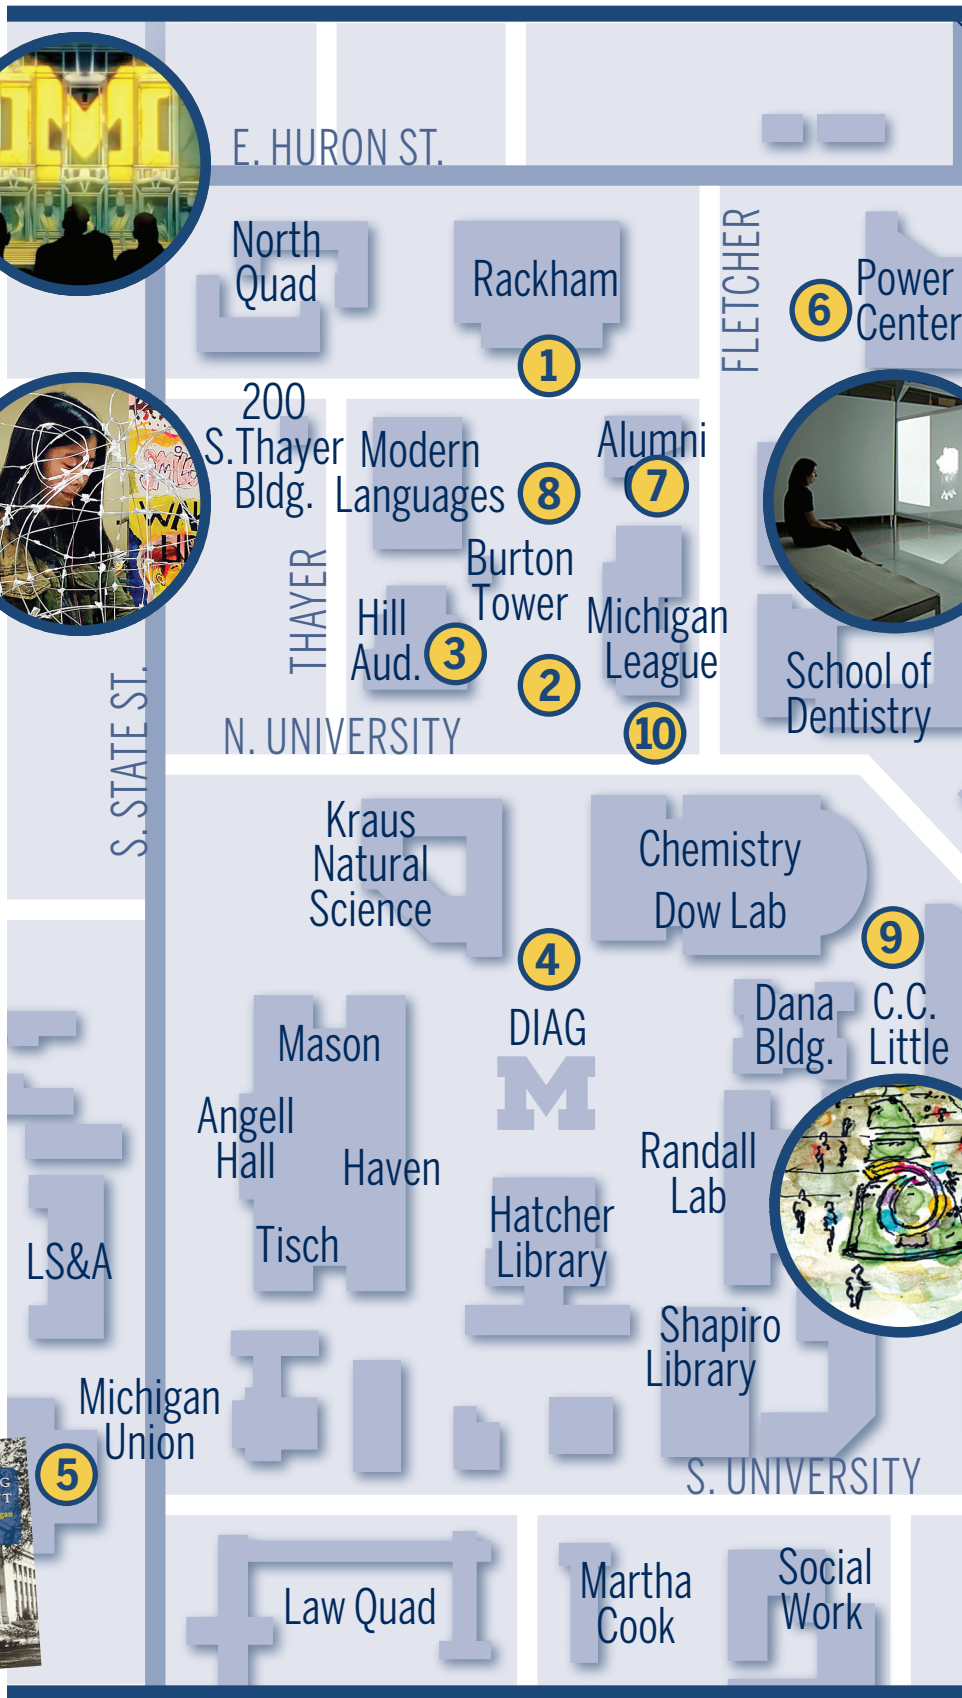 E. HURON ST.
North
Quad
Rackham
FLETCHER
6
Power
Center
1
200
S.Thayer
Bldg.
Modern
Languages
8
Alumni
7
THAYER
Burton
Tower
Hill
Aud.
3
2
Michigan
League
10
School of
Dentistry
S. STATE ST.
N. UNIVERSITY
Kraus
Natural
Science
Chemistry
Dow Lab
9
4
DIAG
M
Dana
Bldg.
C.C.
Little
Mason
Angell
Hall
Haven
Tisch
Randall
Lab
Hatcher
Library
LS&A
Shapiro
Library
Michigan
Union
5
S. UNIVERSITY
Law Quad
Martha
Cook
Social
Work